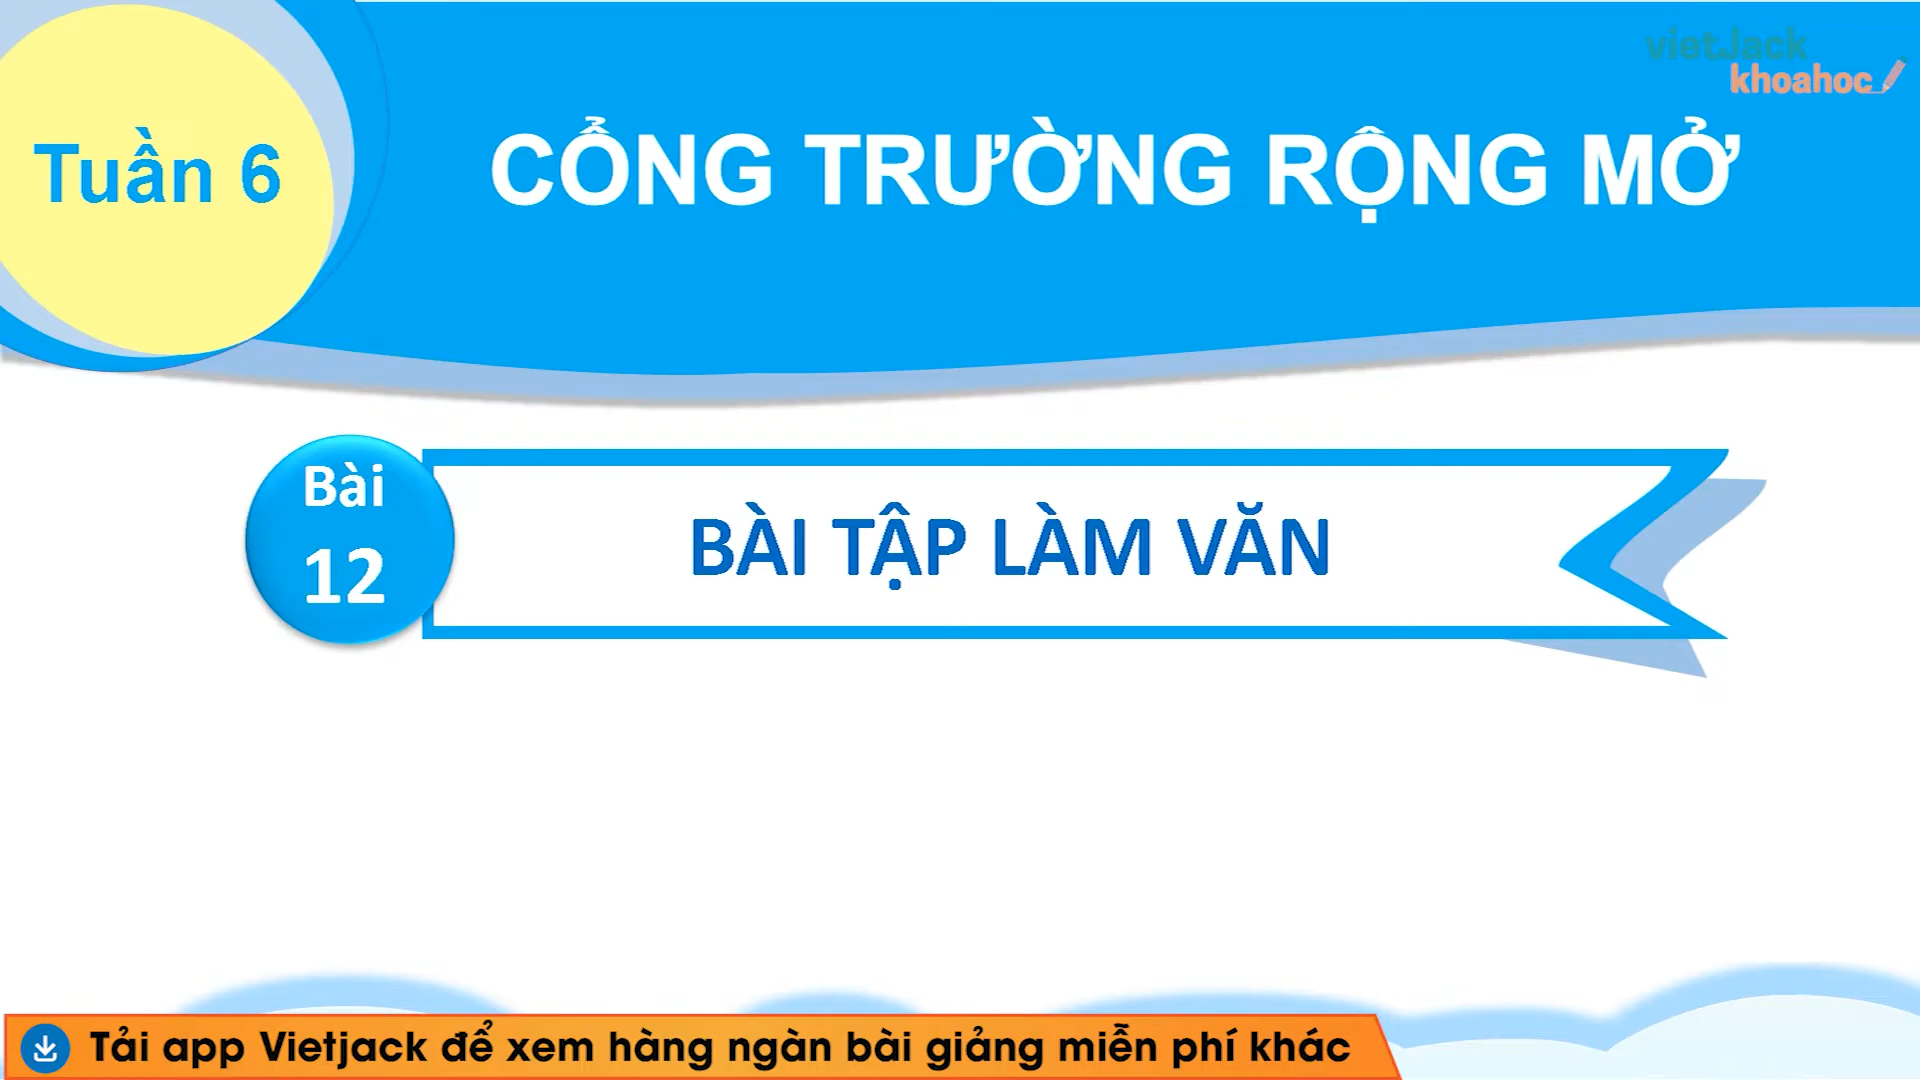 vietJack
khoahoc
Tuần 6
CỔNG TRƯỜNG RỘNG MỞ
Bài
12
BÀI TẬP LÀM VĂN
Tải app Vietjack để xem hàng ngàn bài giảng miễn phí khác